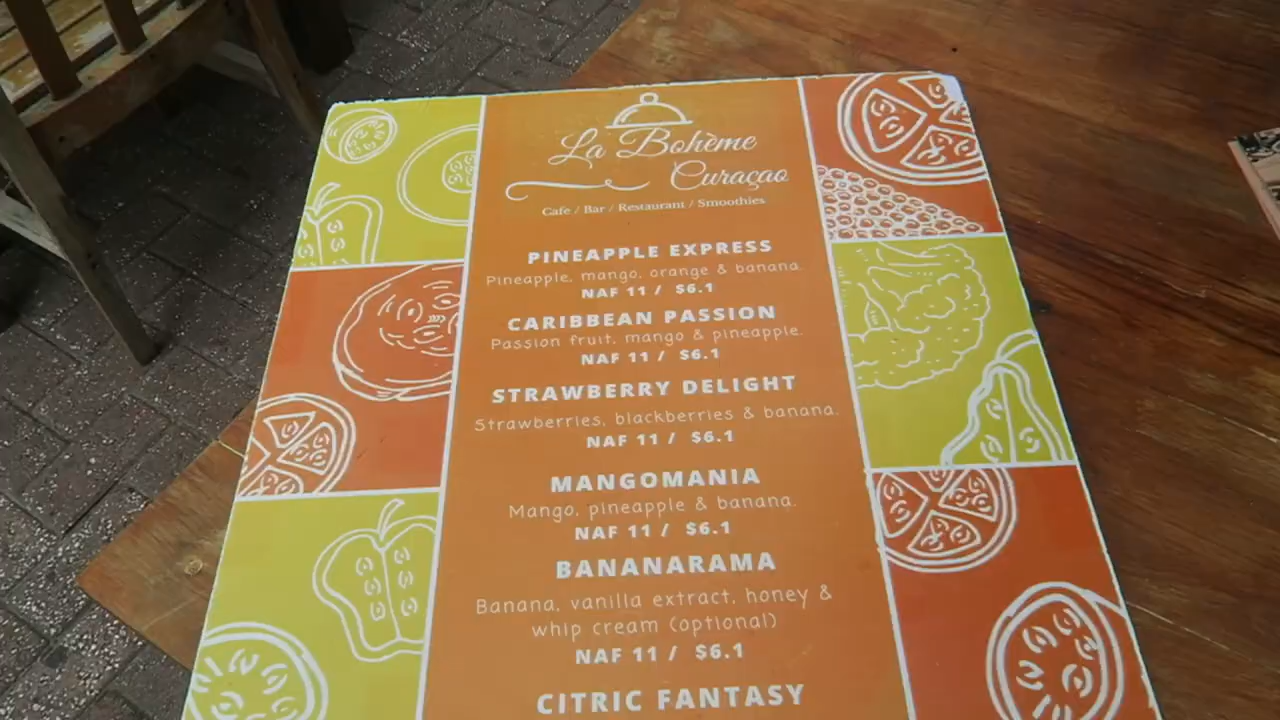 La Bohème
Curaçao
Cafe / Bar / Restaurant / Smoothies
PINEAPPLE EXPRESS
Pineapple, mango, orange & banana.
NAF 11 / $6.1
CARIBBEAN PASSION
Passion fruit, mango & pineapple.
NAF 11 / $6.1
STRAWBERRY DELIGHT
Strawberries, blackberries & banana.
NAF 11 / $6.1
MANGOMANIA
Mango, pineapple & banana.
NAF 11 / $6.1
BANANARAMA
Banana, vanilla extract, honey &
whip cream (optional)
NAF 11 / $6.1
CITRIC FANTASY